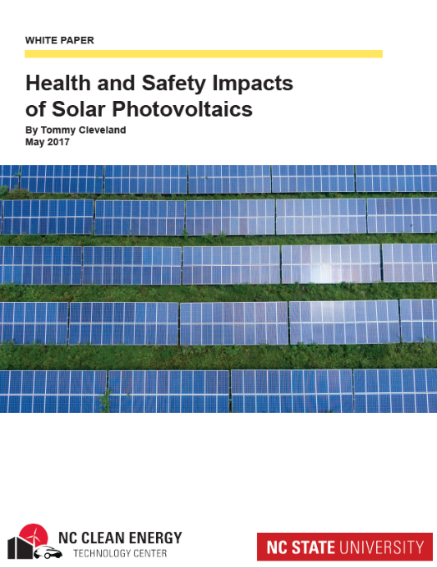 WHITE PAPER
Health and Safety Impacts
of Solar Photovoltaics
By Tommy Cleveland
May 2017
NC CLEAN ENERGY
TECHNOLOGY CENTER
NC STATE UNIVERSITY